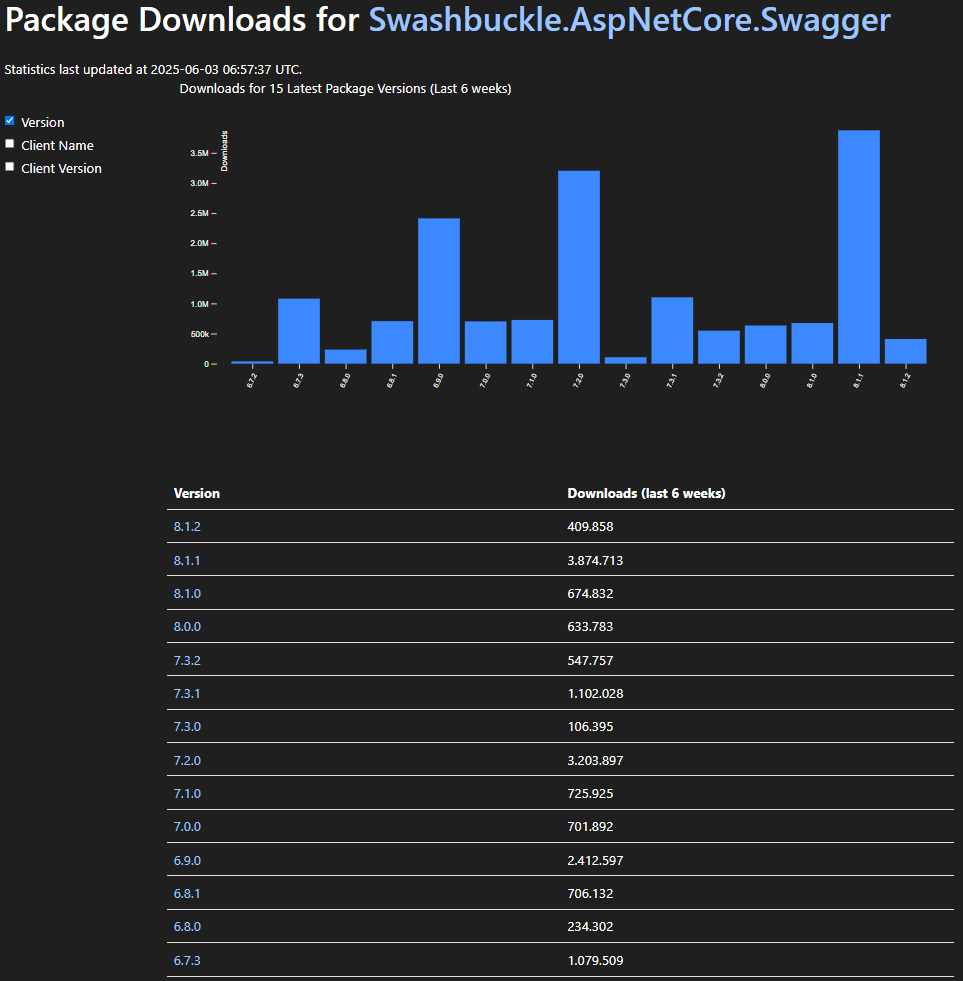 Package Downloads for Swashbuckle.AspNetCore.Swagger
Statistics last updated at 2025-06-03 06:57:37 UTC.
Downloads for 15 Latest Package Versions (Last 6 weeks)
Version
Client Name
Client Version
Downloads
3.5M
3.0M
2.5M
2.0M
1.5M
1.0M
500k
0
6.7.2 6.7.3 6.8.0 6.8.1 6.9.0 7.0.0 7.1.0 7.2.0 7.3.0 7.3.1 7.3.2 8.0.0 8.1.0 8.1.1 8.1.2
Version Downloads (last 6 weeks)
8.1.2 409.858
8.1.1 3.874.713
8.1.0 674.832
8.0.0 633.783
7.3.2 547.757
7.3.1 1.102.028
7.3.0 106.395
7.2.0 3.203.897
7.1.0 725.925
7.0.0 701.892
6.9.0 2.412.597
6.8.1 706.132
6.8.0 234.302
6.7.3 1.079.509